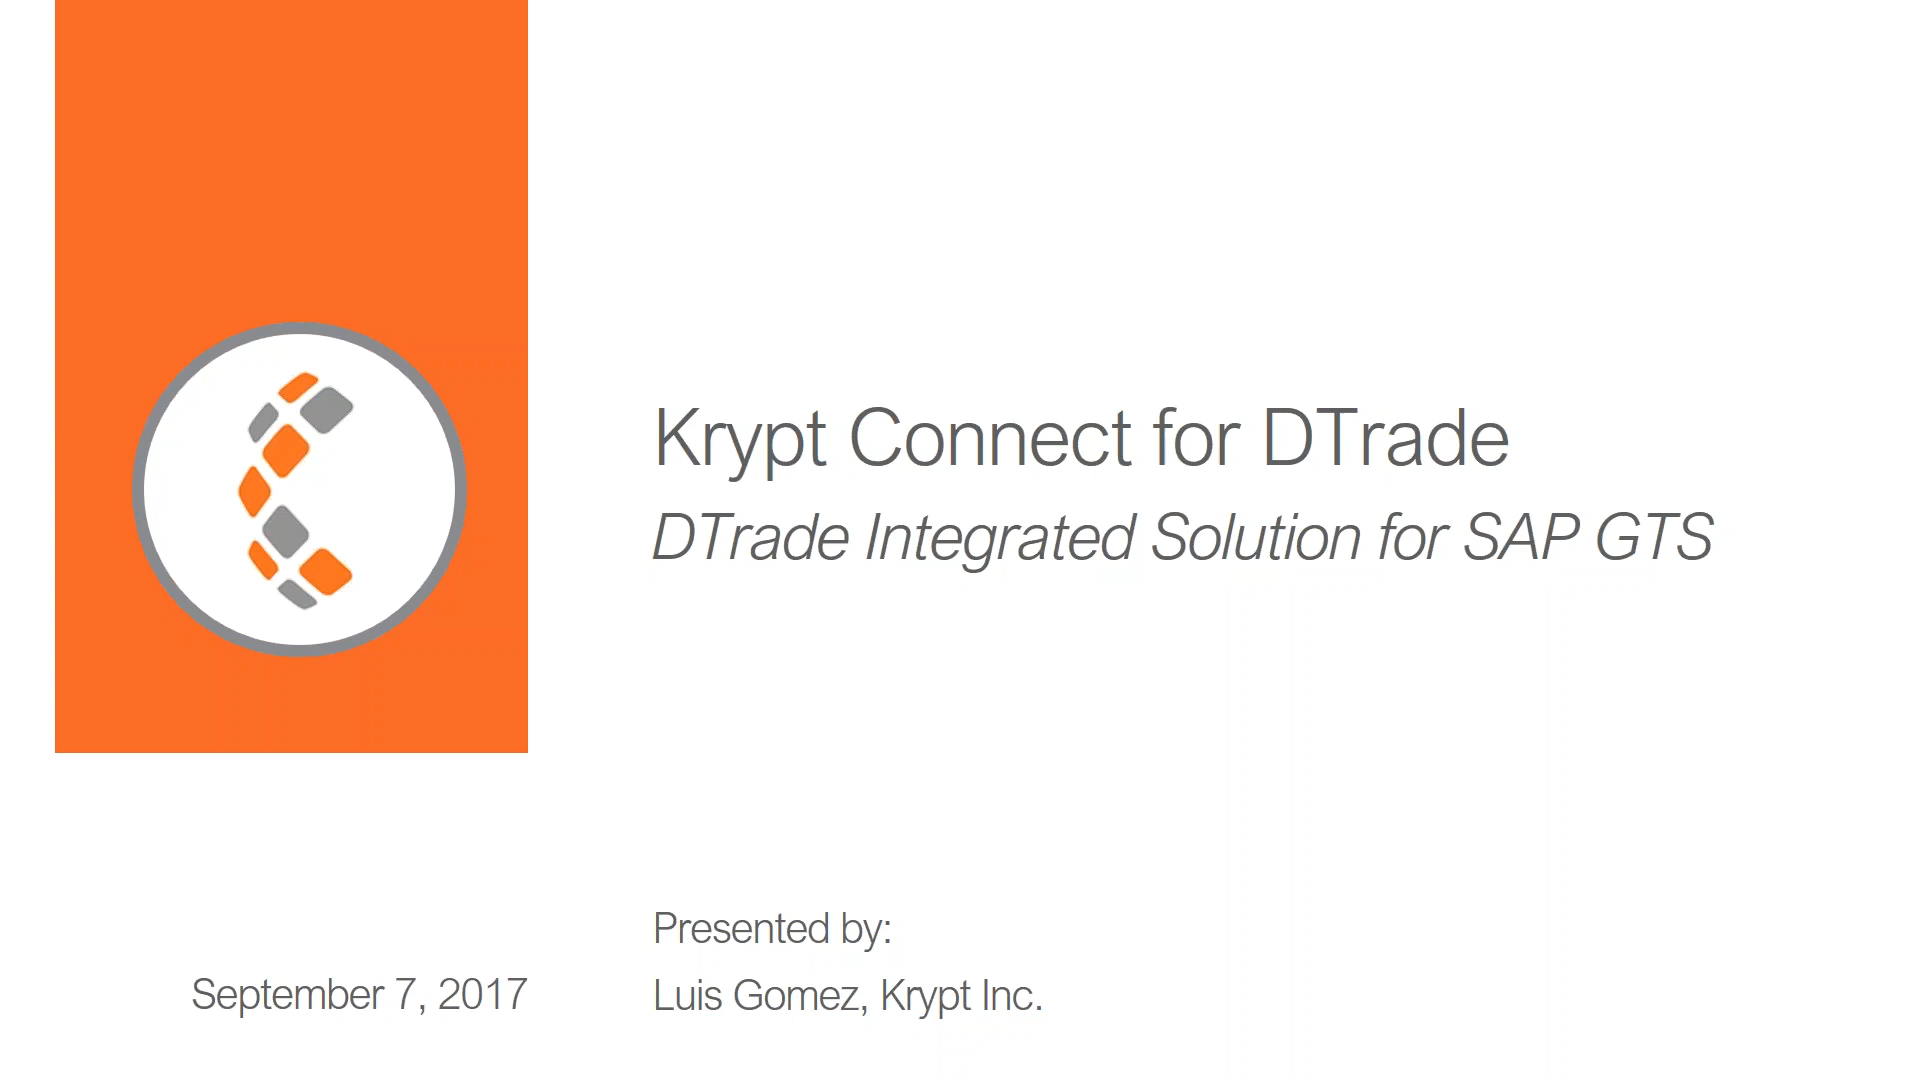 Krypt Connect for DTrade
DTrade Integrated Solution for SAP GTS
Presented by:
Luis Gomez, Krypt Inc.
September 7, 2017